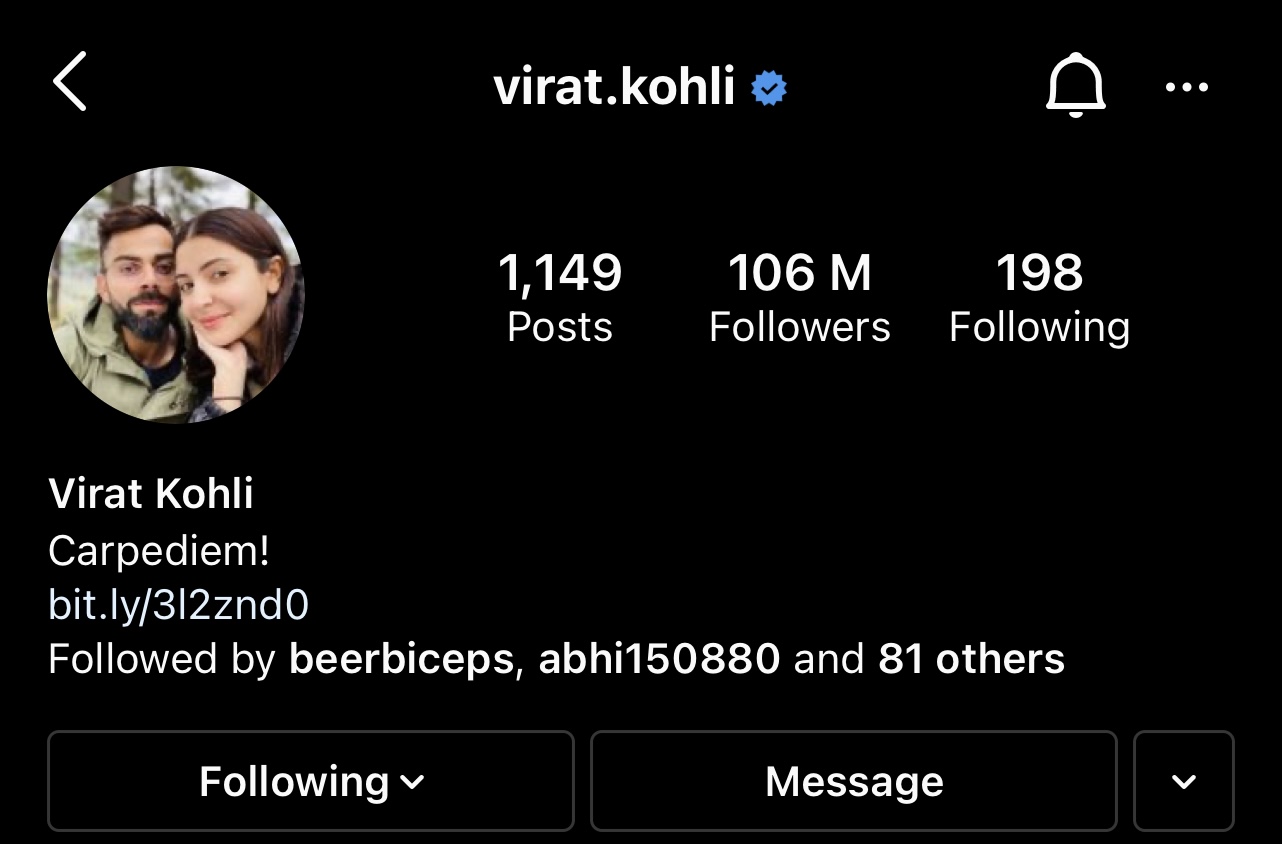 virat.kohli
1,149 106 M 198
Posts Followers Following
Virat Kohli
Carpediem!
bit.ly/3l2znd0
Followed by beerbiceps, abhi150880 and 81 others
Following Message